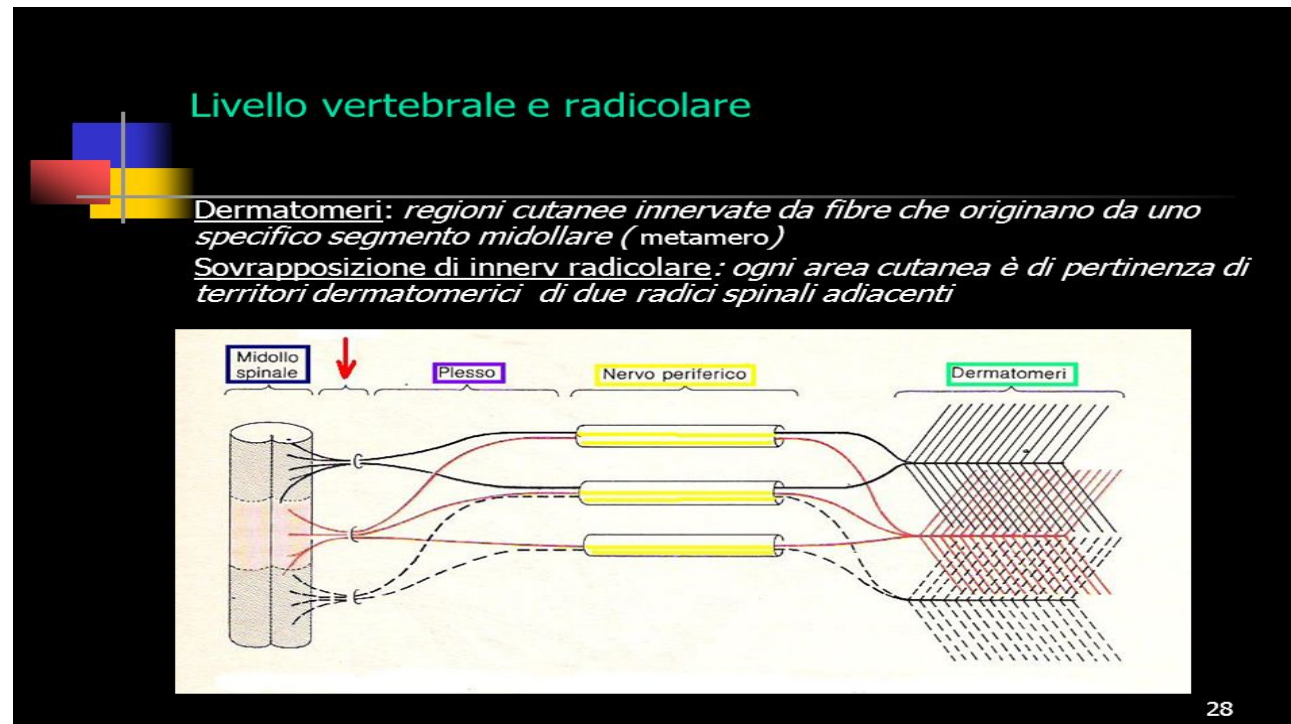 Livello vertebrale e radicolare
Dermatomeri: regioni cutanee innervate da fibre che originano da uno
specifico segmento midollare ( metamero)
Sovrapposizione di innerv radicolare: ogni area cutanea è di pertinenza di
territori dermatomerici di due radici spinali adiacenti
Midollo
spinale
Plesso
Nervo periferico
Dermatomeri
28